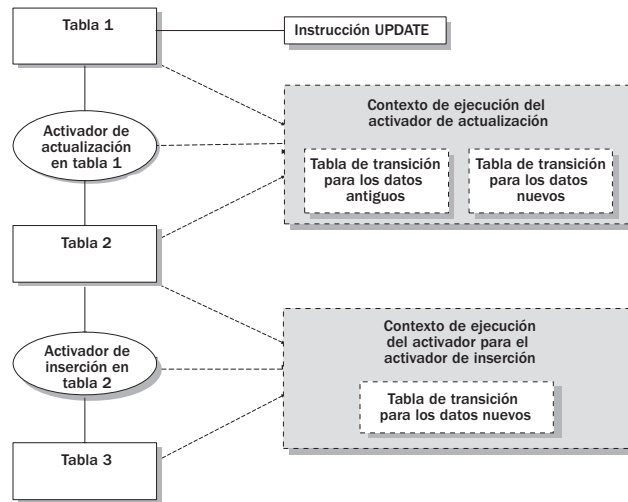 Tabla 1
Instrucción UPDATE
Activador de
actualización
en tabla 1
Contexto de ejecución del
activador de actualización
Tabla de transición
para los datos
antiguos
Tabla de transición
para los datos
nuevos
Tabla 2
Activador de
inserción en
tabla 2
Contexto de ejecución
del activador para el
activador de inserción
Tabla de transición
para los datos nuevos
Tabla 3